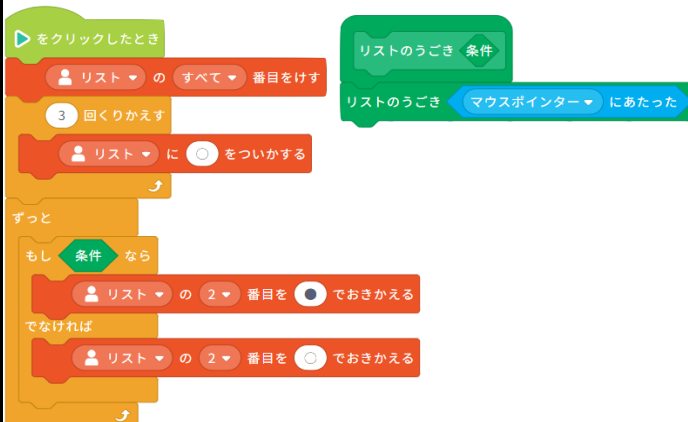 をクリックしたとき
リスト の すべて 番目をけす
3 回くりかえす
リスト に ○ をついかする
ずっと
もし 条件 なら
リスト の 2 番目を ● でおきかえる
でなければ
リスト の 2 番目を ○ でおきかえる
リストのうごき 条件
リストのうごき マウスポインター にあたった